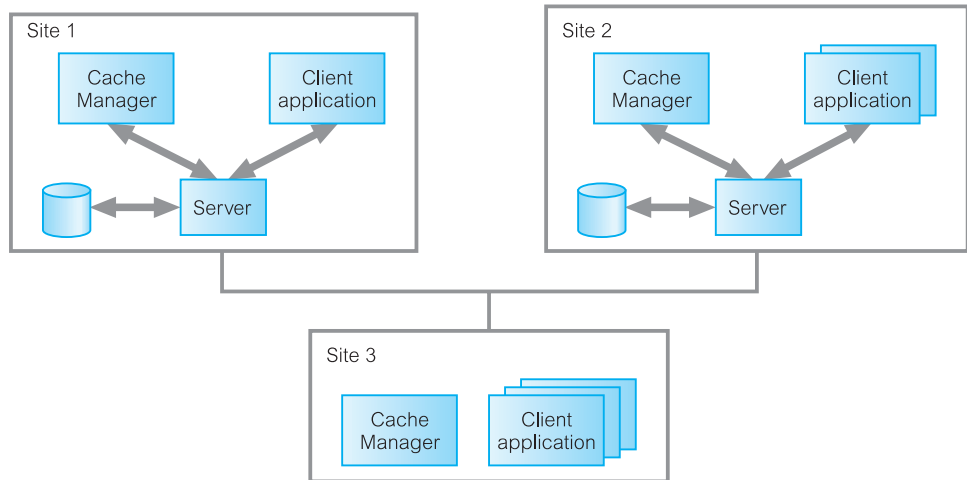 Site 1
Cache
Manager
Client
application
Server
Site 2
Cache
Manager
Client
application
Server
Site 3
Cache
Manager
Client
application